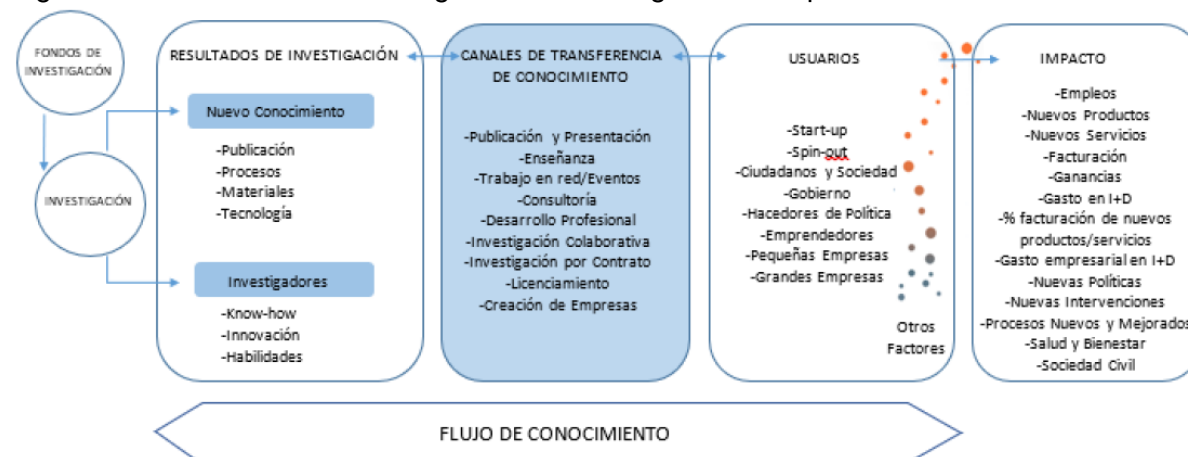 FONDOS DE
INVESTIGACIÓN
INVESTIGACIÓN
RESULTADOS DE INVESTIGACIÓN
Nuevo Conocimiento
-Publicación
-Procesos
-Materiales
-Tecnología
Investigadores
-Know-how
-Innovación
-Habilidades
CANALES DE TRANSFERENCIA
DE CONOCIMIENTO
-Publicación y Presentación
-Enseñanza
-Trabajo en red/Eventos
-Consultoría
-Desarrollo Profesional
-Investigación Colaborativa
-Investigación por Contrato
-Licenciamiento
-Creación de Empresas
USUARIOS
-Start-up
-Spin-out
-Ciudadanos y Sociedad
-Gobierno
-Hacedores de Política
-Emprendedores
-Pequeñas Empresas
-Grandes Empresas
Otros
Factores
IMPACTO
-Empleos
-Nuevos Productos
-Nuevos Servicios
-Facturación
-Ganancias
-Gasto en I+D
-% facturación de nuevos
productos/servicios
-Gasto empresarial en I+D
-Nuevas Políticas
-Nuevas Intervenciones
-Procesos Nuevos y Mejorados
-Salud y Bienestar
-Sociedad Civil
FLUJO DE CONOCIMIENTO